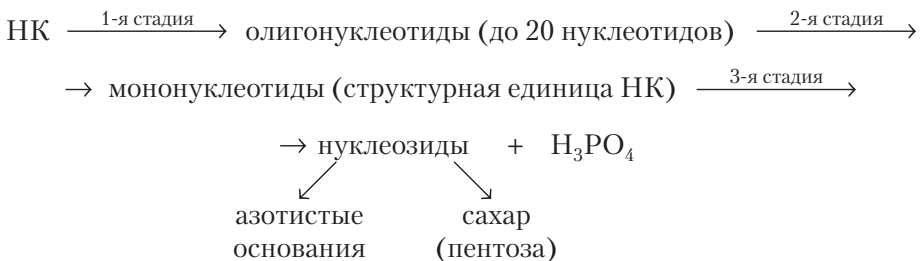 НК 1-я стадия → олигонуклеотиды (до 20 нуклеотидов) 2-я стадия →
→ мононуклеотиды (структурная единица НК) 3-я стадия →
→ нуклеозиды + H₃PO₄
азотистые сахар
основания (пентоза)